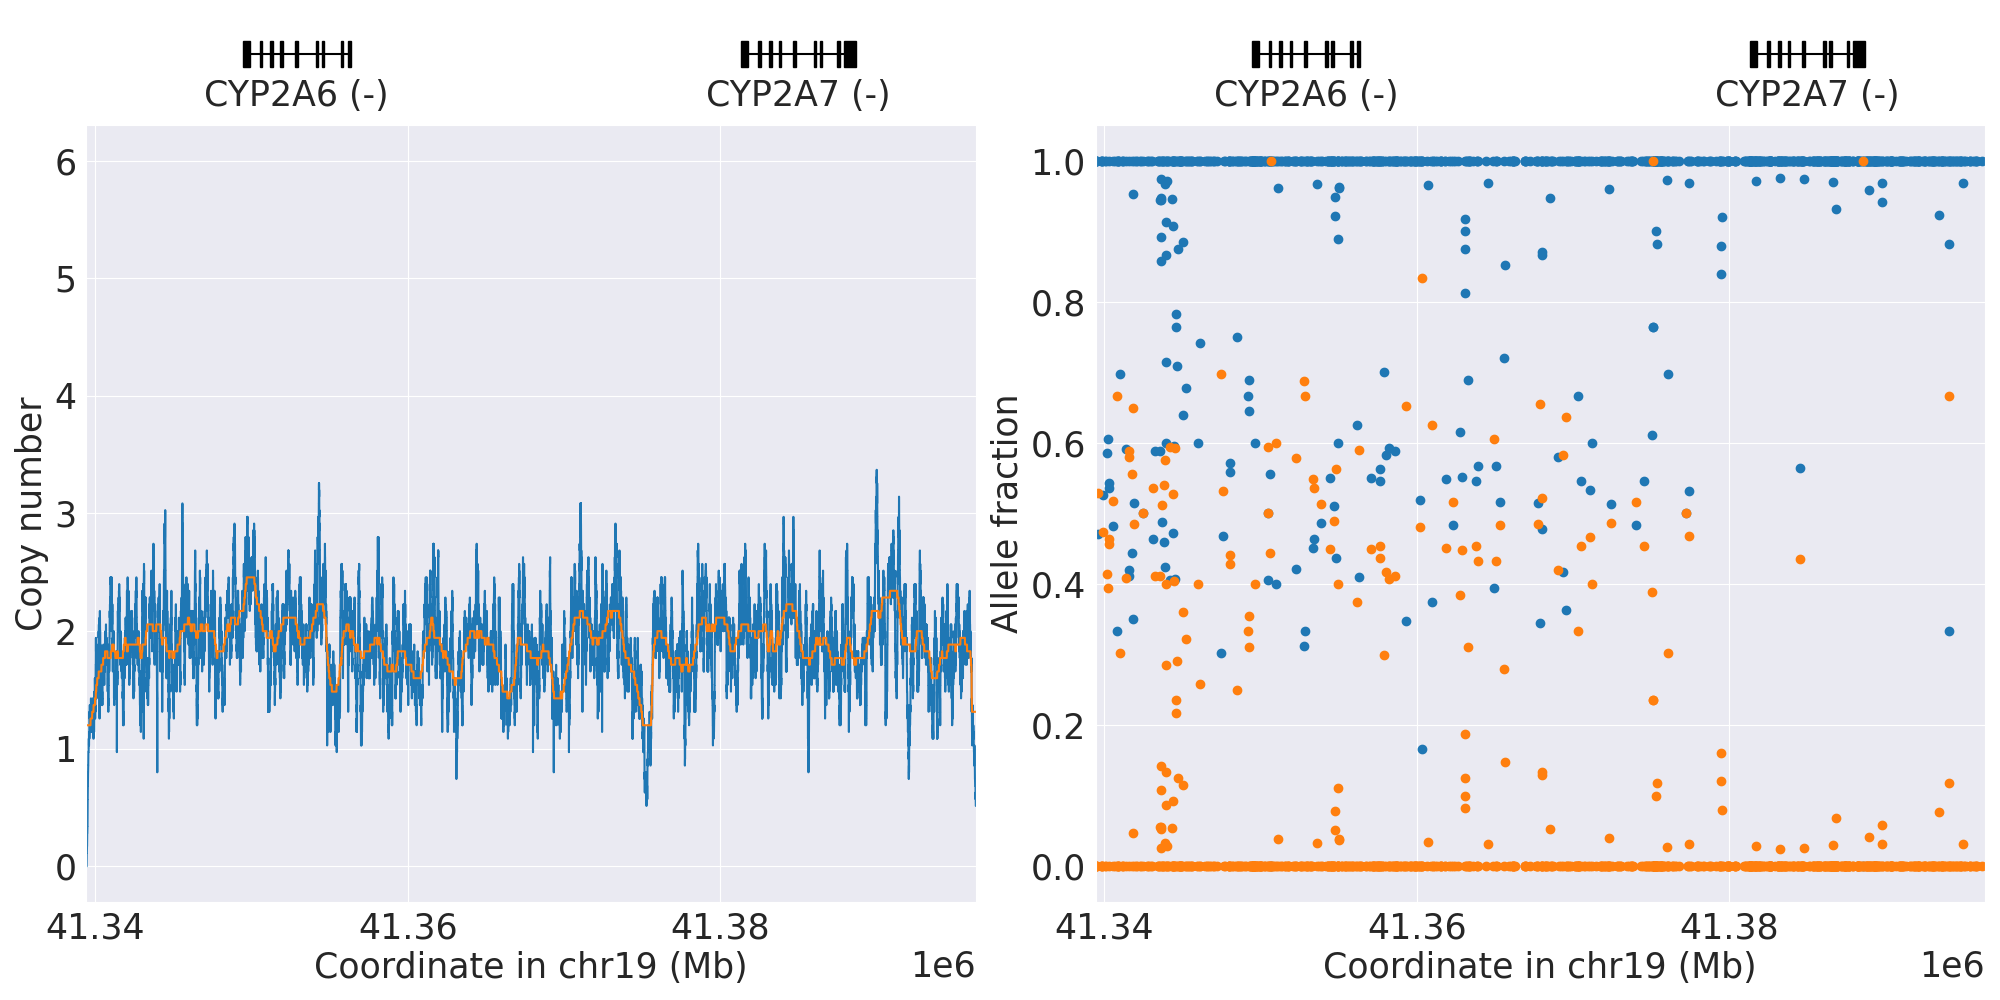 CYP2A6 (-)
CYP2A7 (-)
6
5
4
3
2
1
0
Copy number
41.34
41.36
41.38
Coordinate in chr19 (Mb)
1e6
CYP2A6 (-)
CYP2A7 (-)
1.0
0.8
0.6
0.4
0.2
0.0
Allele fraction
41.34
41.36
41.38
Coordinate in chr19 (Mb)
1e6